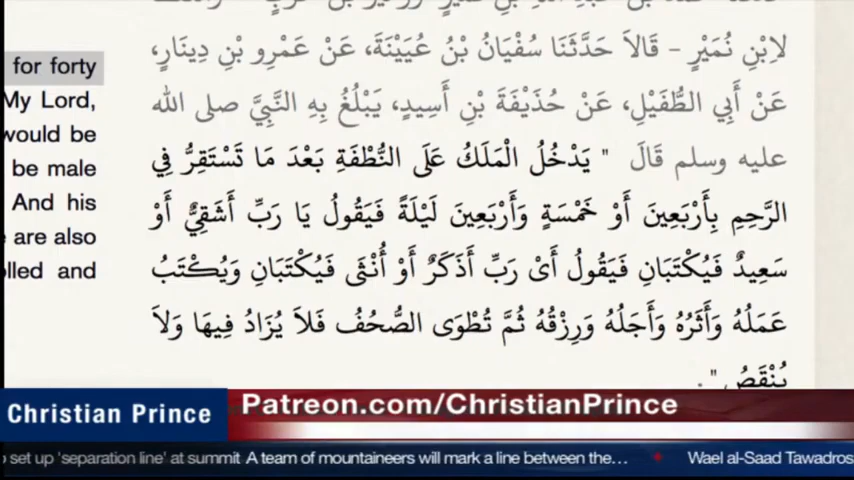 لاِبْنِ نُمَيْرٍ - قَالاَ حَدَّثَنَا سُفْيَانُ بْنُ عُيَيْنَةَ، عَنْ عَمْرِو بْنِ دِينَارٍ،
عَنْ أَبِي الطُّفَيْلِ، عَنْ حُذَيْفَةَ بْنِ أَسِيدٍ، يَبْلُغُ بِهِ النَّبِيَّ صلى الله
عليه وسلم قَالَ " يَدْخُلُ الْمَلَكُ عَلَى النُّطْفَةِ بَعْدَ مَا تَسْتَقِرُّ فِي
الرَّحِمِ بِأَرْبَعِينَ أَوْ خَمْسَةٍ وَأَرْبَعِينَ لَيْلَةً فَيَقُولُ يَا رَبِّ أَشَقِيٌّ أَوْ
سَعِيدٌ فَيُكْتَبَانِ فَيَقُولُ أَىْ رَبِّ أَذَكَرٌ أَوْ أُنْثَى فَيُكْتَبَانِ وَيُكْتَبُ
عَمَلُهُ وَأَثَرُهُ وَأَجَلُهُ وَرِزْقُهُ ثُمَّ تُطْوَى الصُّحُفُ فَلاَ يُزَادُ فِيهَا وَلاَ
يُنْقَصُ " .
for forty
My Lord,
would be
be male
And his
are also
olled and
Patreon.com/ChristianPrince
Christian Prince
o set up 'separation line' at summit A team of mountaineers will mark a line between the... Wael al-Saad Tawadros